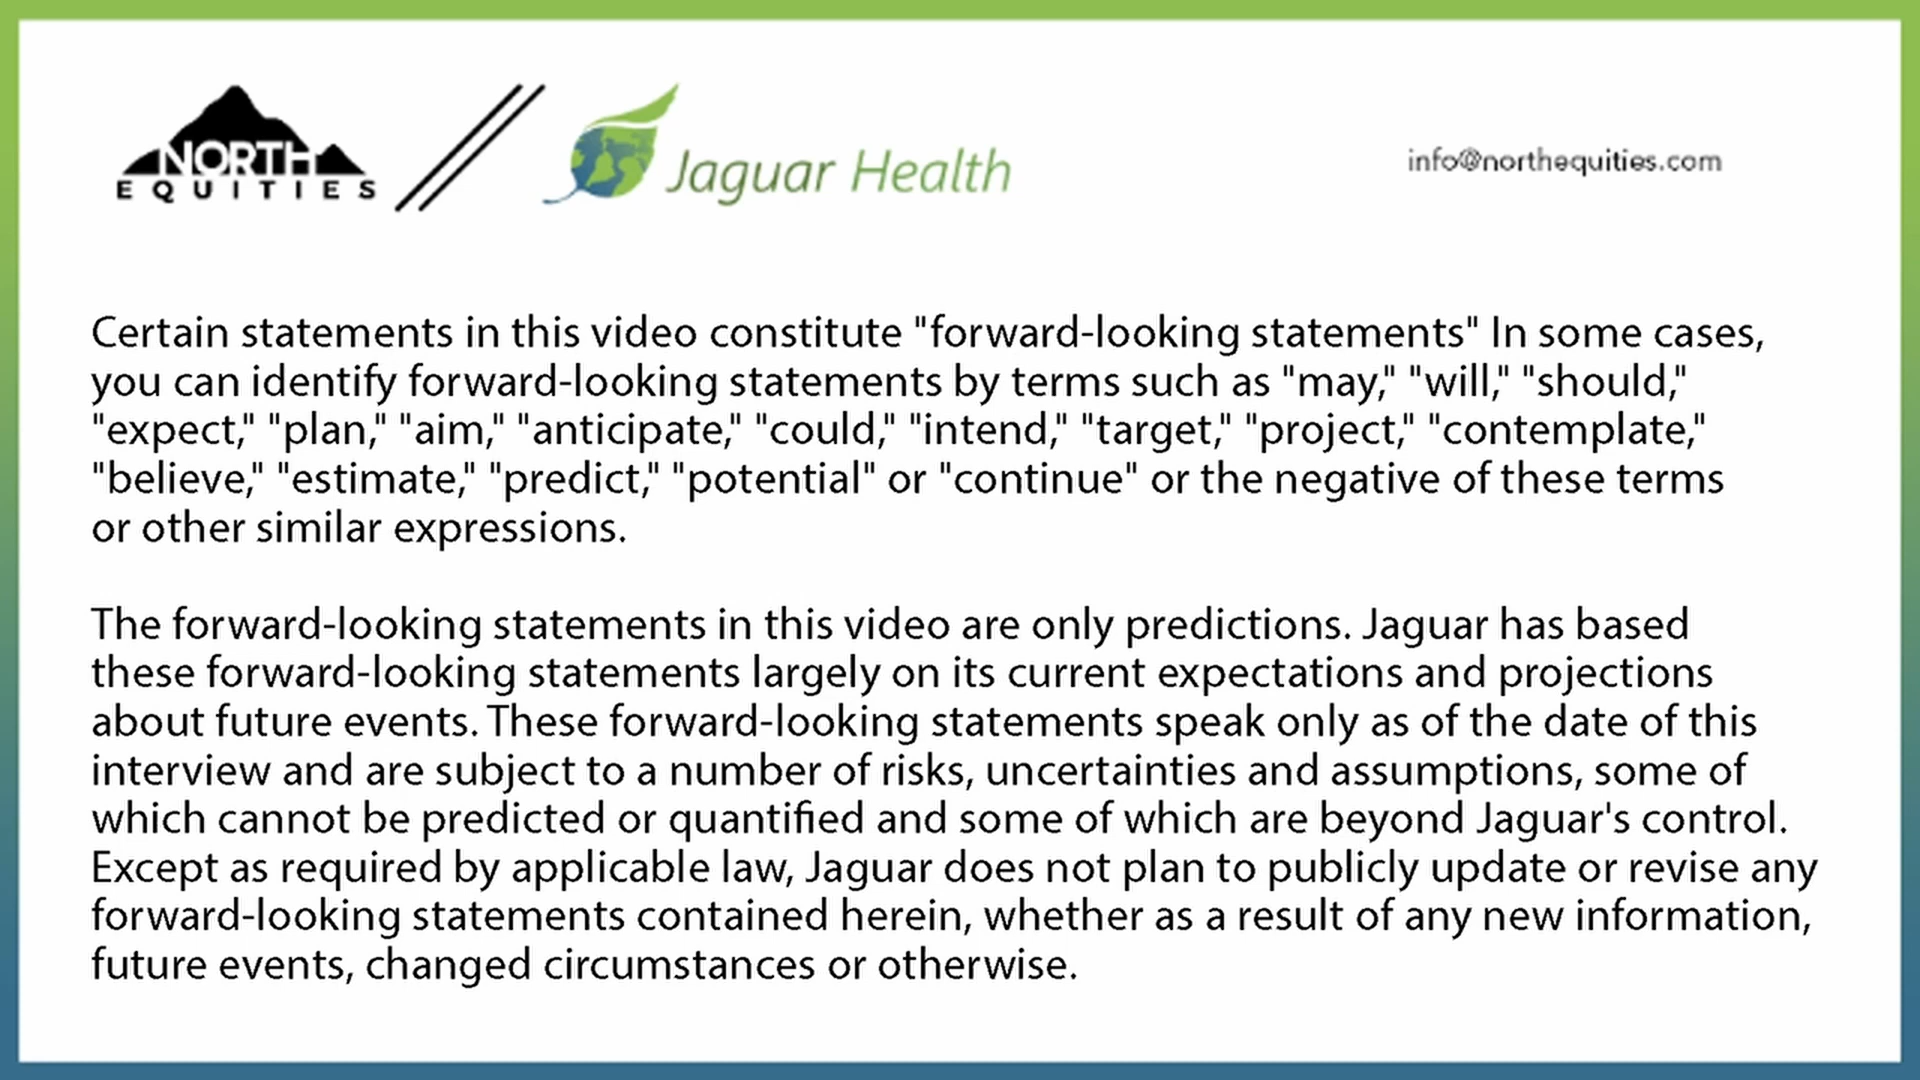 NORTH
EQUITIES
Jaguar Health
info@northequities.com
Certain statements in this video constitute "forward-looking statements" In some cases,
you can identify forward-looking statements by terms such as "may," "will," "should,"
"expect," "plan," "aim," "anticipate," "could," "intend," "target," "project," "contemplate,"
"believe," "estimate," "predict," "potential" or "continue" or the negative of these terms
or other similar expressions.
The forward-looking statements in this video are only predictions. Jaguar has based
these forward-looking statements largely on its current expectations and projections
about future events. These forward-looking statements speak only as of the date of this
interview and are subject to a number of risks, uncertainties and assumptions, some of
which cannot be predicted or quantified and some of which are beyond Jaguar's control.
Except as required by applicable law, Jaguar does not plan to publicly update or revise any
forward-looking statements contained herein, whether as a result of any new information,
future events, changed circumstances or otherwise.